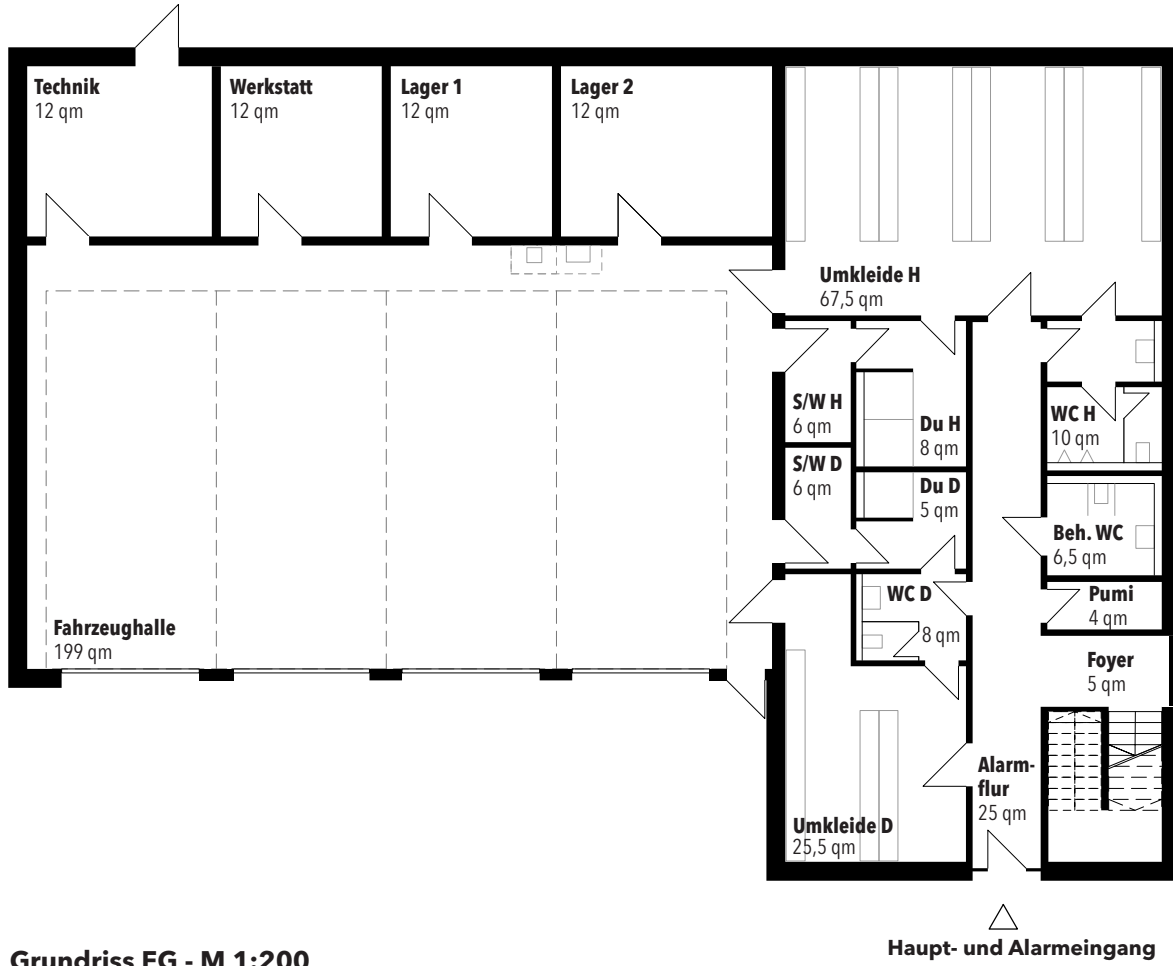 Technik
12 qm
Werkstatt
12 qm
Lager 1
12 qm
Lager 2
12 qm
Umkleide H
67,5 qm
S/W H
6 qm
Du H
8 qm
WC H
10 qm
S/W D
6 qm
Du D
5 qm
Beh. WC
6,5 qm
WC D
8 qm
Pumi
4 qm
Fahrzeughalle
199 qm
Foyer
5 qm
Alarm-
flur
25 qm
Umkleide D
25,5 qm
Haupt- und Alarmeingang
Grundriss EG - M 1:200